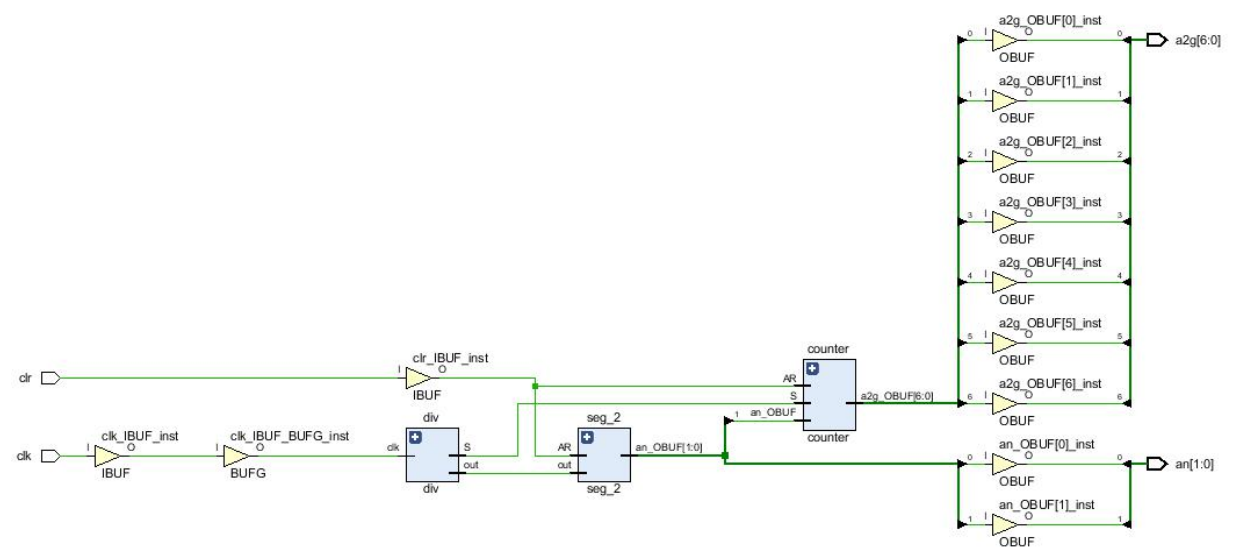 a2g_OBUF[0]_inst
0 I O 0
OBUF
a2g[6:0]
a2g_OBUF[1]_inst
1 I O 1
OBUF
a2g_OBUF[2]_inst
2 I O 2
OBUF
a2g_OBUF[3]_inst
3 I O 3
OBUF
a2g_OBUF[4]_inst
4 I O 4
OBUF
a2g_OBUF[5]_inst
5 I O 5
OBUF
a2g_OBUF[6]_inst
6 I O 6
OBUF
clr
clr_IBUF_inst
I O
IBUF
counter
AR
S
1 an_OBUF
a2g_OBUF[6:0]
counter
clk
clk_IBUF_inst
I O
IBUF
clk_IBUF_BUFG_inst
I O
BUFG
div
clk
S
out
div
seg_2
AR
out
an_OBUF[1:0]
seg_2
an_OBUF[0]_inst
0 I O 0
OBUF
an[1:0]
an_OBUF[1]_inst
1 I O 1
OBUF